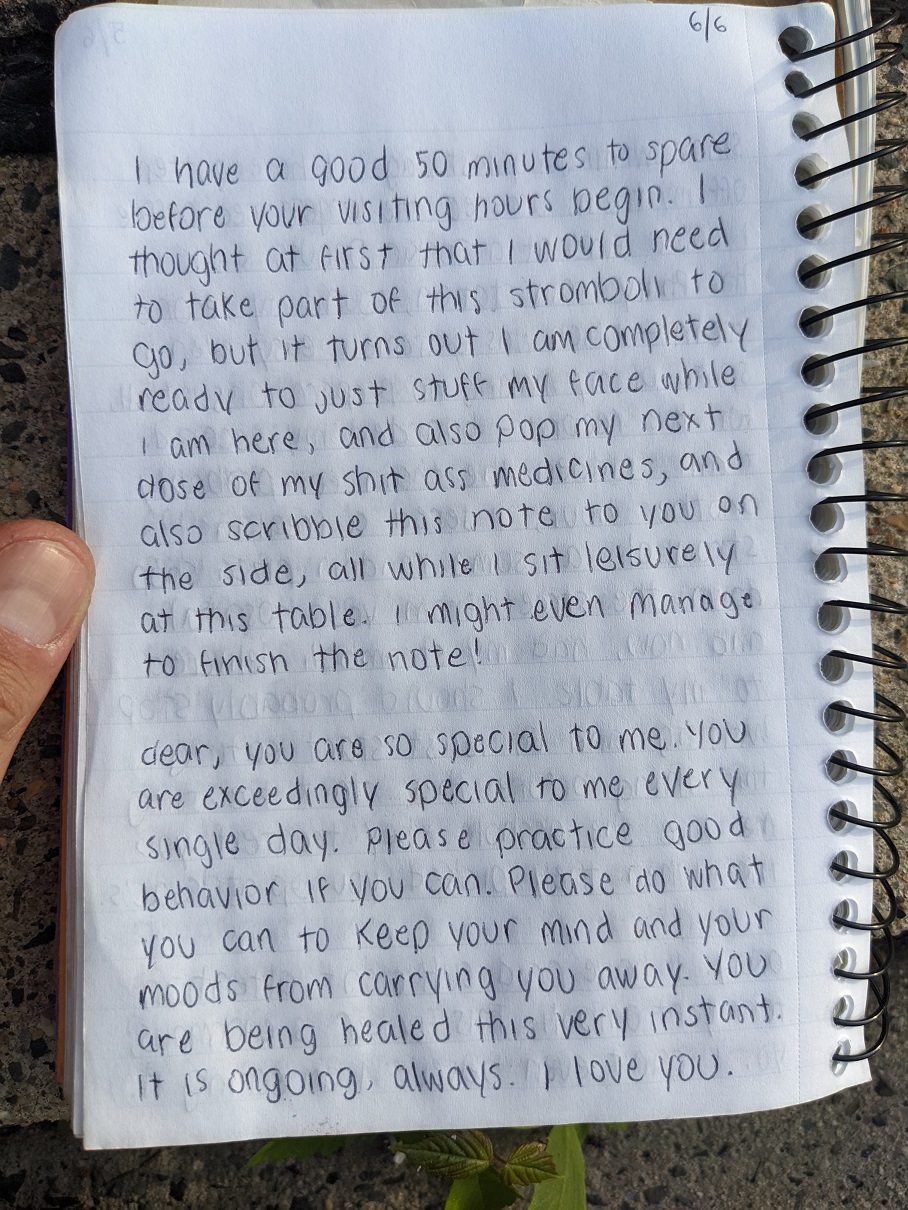 6/6
I have a good 50 minutes to spare
before your visiting hours begin. I
thought at first that I would need
to take part of this stromboli to
go, but it turns out I am completely
ready to just stuff my face while
I am here, and also pop my next
dose of my shit ass medicines, and
also scribble this note to you on
the side, all while I sit leisurely
at this table. I might even manage
to finish the note!
dear, you are so special to me. you
are exceedingly special to me every
single day. Please practice good
behavior if you can. Please do what
you can to keep your mind and your
moods from carrying you away. You
are being healed this very instant.
It is ongoing, always. I love you.